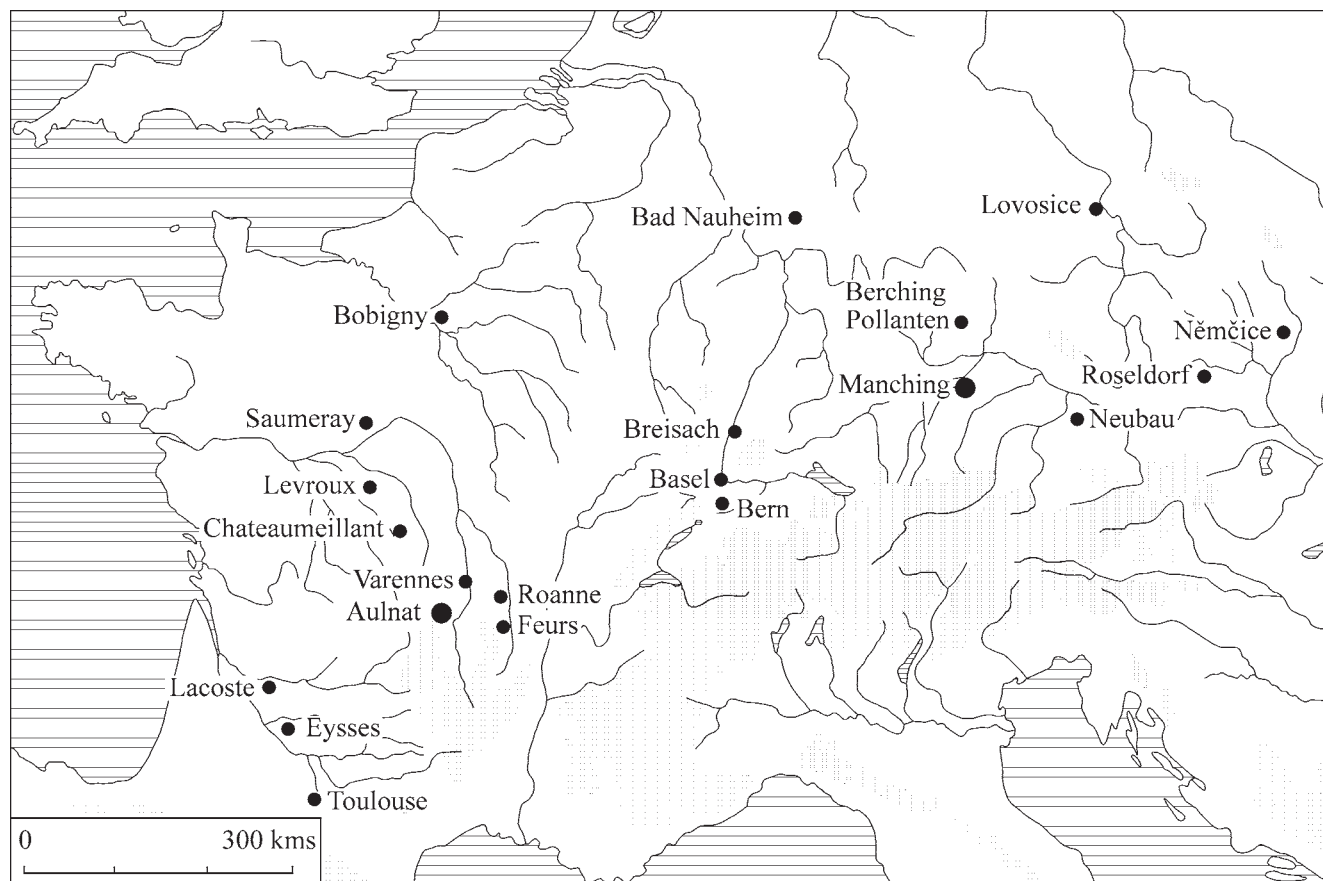 Bad Nauheim
Lovosice
Berching
Pollanten
Bobigny
Němčice
Manching
Roseldorf
Saumeray
Breisach
Neubau
Levroux
Basel
Bern
Chateaumeillant
Varennes
Roanne
Aulnat
Feurs
Lacoste
Eysses
Toulouse
0 300 kms